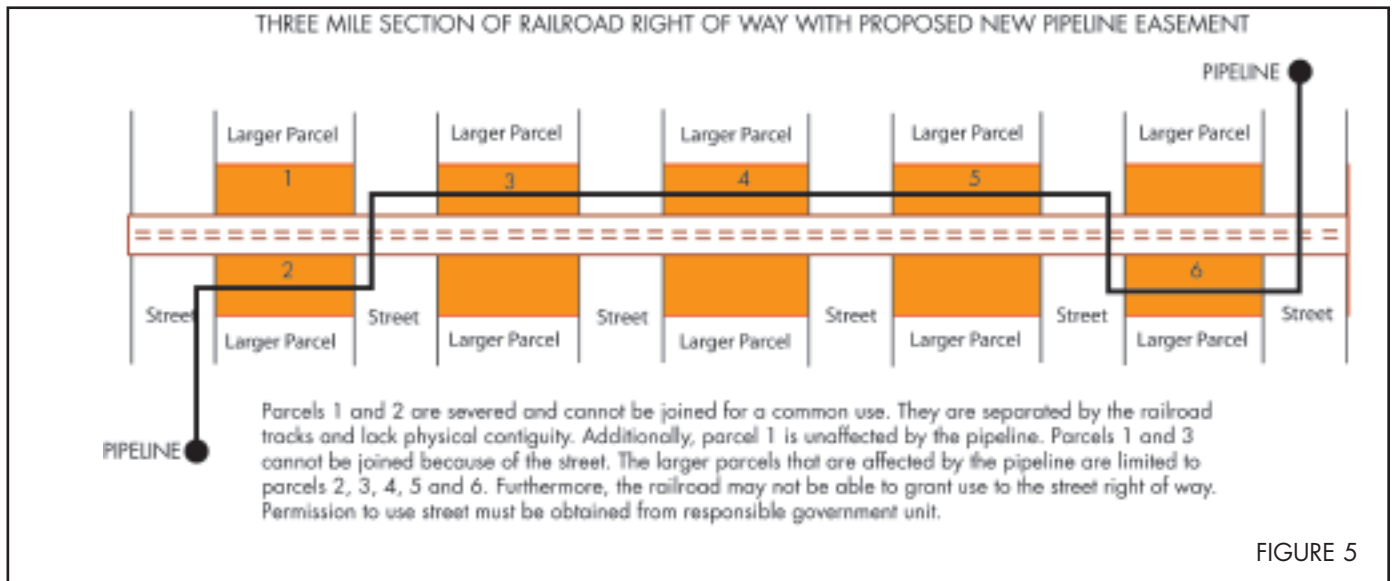 THREE MILE SECTION OF RAILROAD RIGHT OF WAY WITH PROPOSED NEW PIPELINE EASEMENT
PIPELINE
Larger Parcel
Larger Parcel
Larger Parcel
Larger Parcel
Larger Parcel
1
3
4
5
2
6
Street
Street
Street
Street
Street
Street
Larger Parcel
Larger Parcel
Larger Parcel
Larger Parcel
Larger Parcel
PIPELINE
Parcels 1 and 2 are severed and cannot be joined for a common use. They are separated by the railroad
tracks and lack physical contiguity. Additionally, parcel 1 is unaffected by the pipeline. Parcels 1 and 3
cannot be joined because of the street. The larger parcels that are affected by the pipeline are limited to
parcels 2, 3, 4, 5 and 6. Furthermore, the railroad may not be able to grant use to the street right of way.
Permission to use street must be obtained from responsible government unit.
FIGURE 5